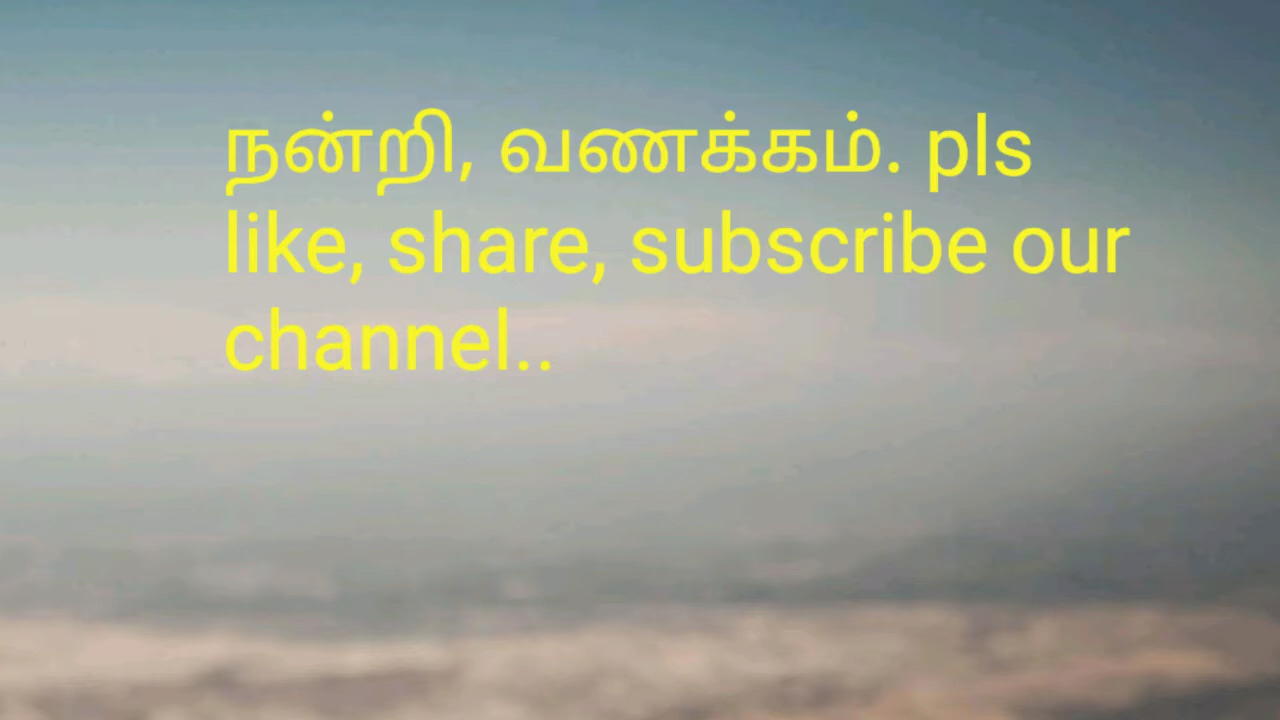 நன்றி, வணக்கம். pls
like, share, subscribe our
channel..